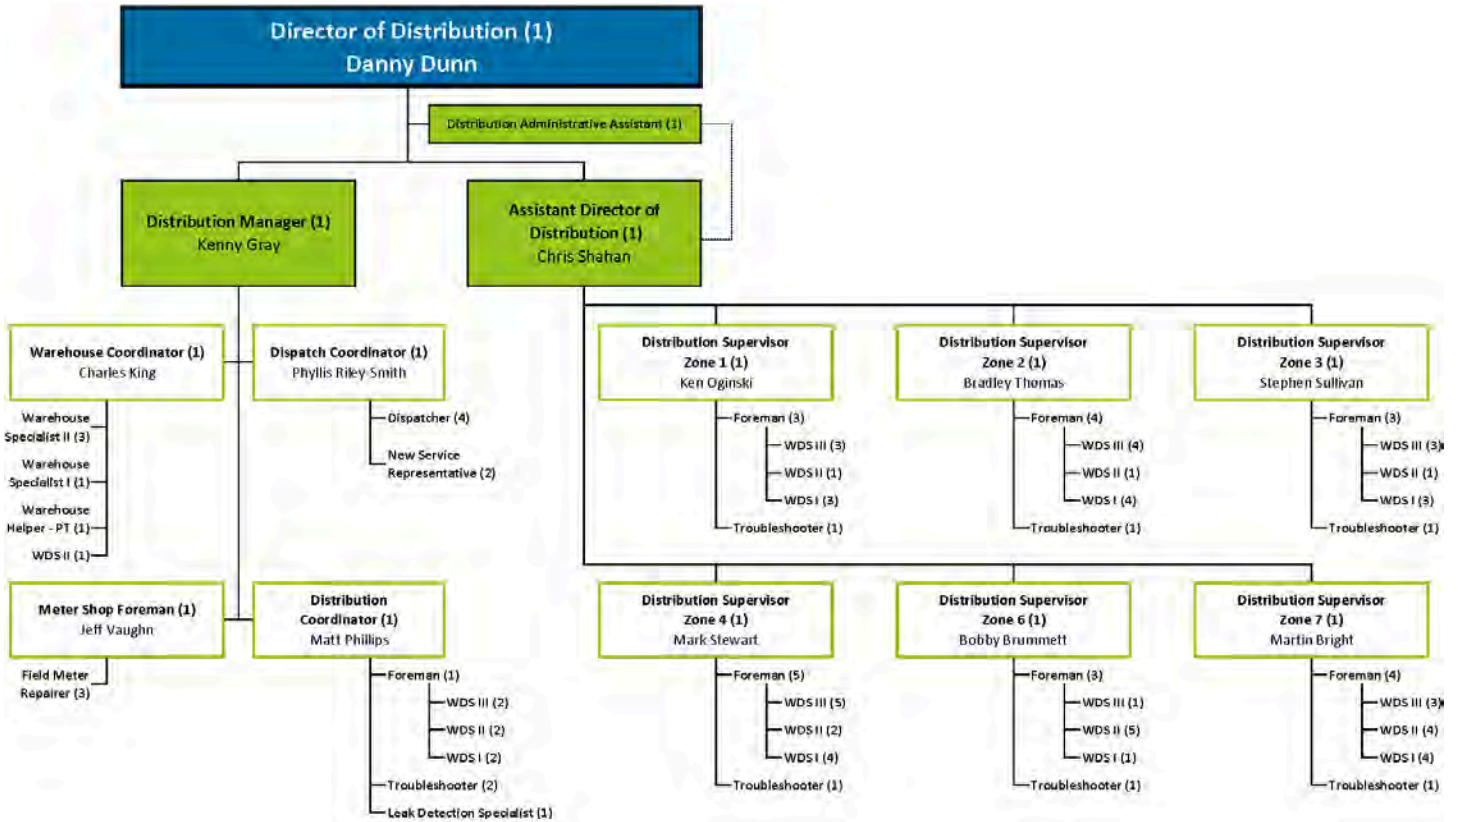 Director of Distribution (1)
Danny Dunn
Distribution Administrative Assistant (1)
Distribution Manager (1)
Kenny Gray
Assistant Director of
Distribution (1)
Chris Shahan
Warehouse Coordinator (1)
Charles King
Warehouse
Specialist II (3)
Warehouse
Specialist I (1)
Warehouse
Helper - PT (1)
WDS II (1)
Dispatch Coordinator (1)
Phyllis Riley-Smith
Dispatcher (4)
New Service
Representative (2)
Meter Shop Foreman (1)
Jeff Vaughn
Field Meter
Repairer (3)
Distribution
Coordinator (1)
Matt Phillips
Foreman (1)
WDS III (2)
WDS II (2)
WDS I (2)
Troubleshooter (2)
Leak Detection Specialist (1)
Distribution Supervisor
Zone 1 (1)
Ken Oginski
Foreman (3)
WDS III (3)
WDS II (1)
WDS I (3)
Troubleshooter (1)
Distribution Supervisor
Zone 2 (1)
Bradley Thomas
Foreman (4)
WDS III (4)
WDS II (1)
WDS I (4)
Troubleshooter (1)
Distribution Supervisor
Zone 3 (1)
Stephen Sullivan
Foreman (3)
WDS III (3)
WDS II (1)
WDS I (3)
Troubleshooter (1)
Distribution Supervisor
Zone 4 (1)
Mark Stewart
Foreman (5)
WDS III (5)
WDS II (2)
WDS I (4)
Troubleshooter (1)
Distribution Supervisor
Zone 6 (1)
Bobby Brummett
Foreman (3)
WDS III (1)
WDS II (5)
WDS I (1)
Troubleshooter (1)
Distribution Supervisor
Zone 7 (1)
Martin Bright
Foreman (4)
WDS III (3)
WDS II (4)
WDS I (4)
Troubleshooter (1)